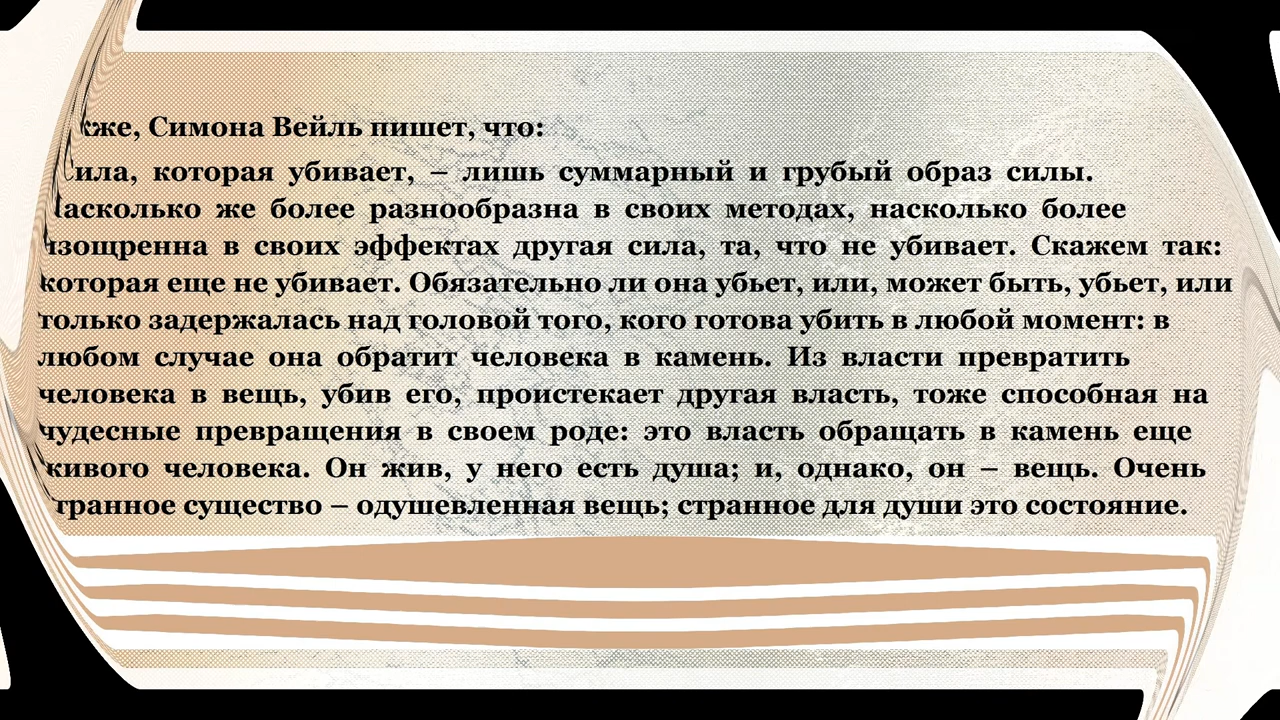 кже, Симона Вейль пишет, что:
Сила, которая убивает, – лишь суммарный и грубый образ силы.
Насколько же более разнообразна в своих методах, насколько более
изощренна в своих эффектах другая сила, та, что не убивает. Скажем так:
которая еще не убивает. Обязательно ли она убьет, или, может быть, убьет, или
только задержалась над головой того, кого готова убить в любой момент: в
любом случае она обратит человека в камень. Из власти превратить
человека в вещь, убив его, проистекает другая власть, тоже способная на
чудесные превращения в своем роде: это власть обращать в камень еще
живого человека. Он жив, у него есть душа; и, однако, он – вещь. Очень
странное существо – одушевленная вещь; странное для души это состояние.